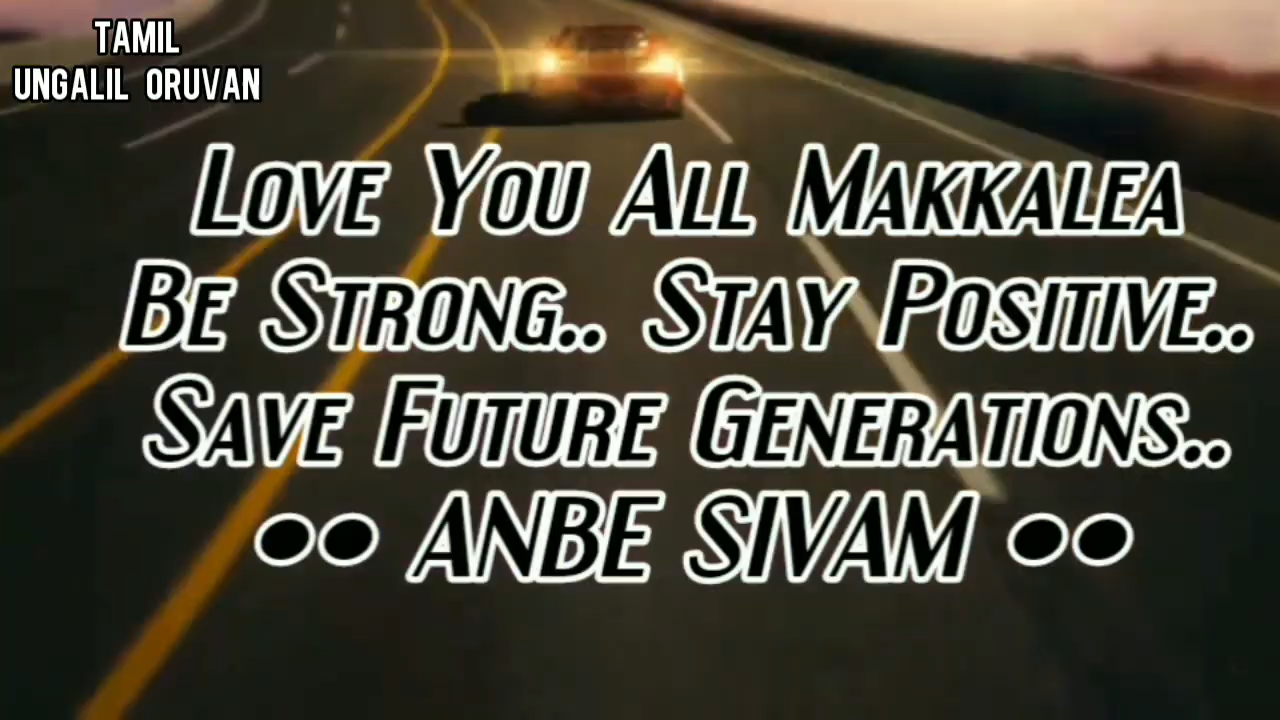 TAMIL
UNGALIL ORUVAN
LOVE YOU ALL MAKKALEA
BE STRONG.. STAY POSITIVE..
SAVE FUTURE GENERATIONS..
•• ANBE SIVAM ••